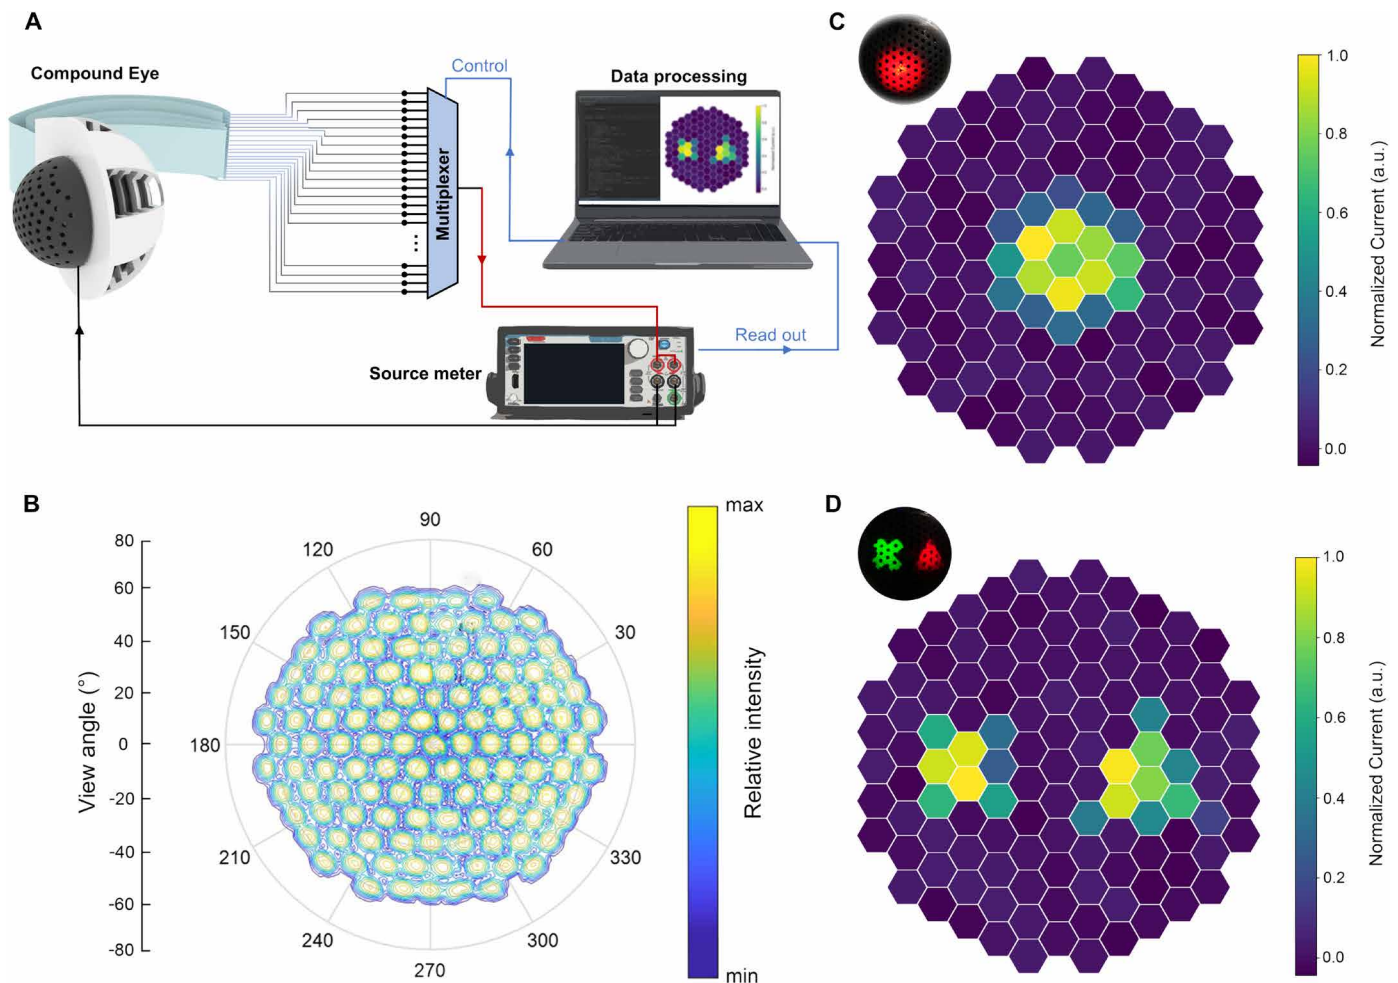 A
Compound Eye
Control
Data processing
Multiplexer
Read out
Source meter
B
80
60
40
20
0
-20
-40
-60
-80
View angle (°)
90
120
60
150
30
180
210
330
240
300
270
max
min
Relative intensity
C
1.0
0.8
0.6
0.4
0.2
0.0
Normalized Current (a.u.)
D
1.0
0.8
0.6
0.4
0.2
0.0
Normalized Current (a.u.)